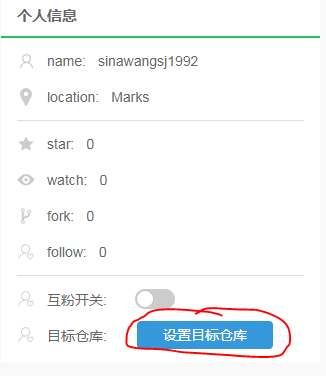 个人信息
name: sinawangsj1992
location: Marks
star: 0
watch: 0
fork: 0
follow: 0
互粉开关:
目标仓库: 设置目标仓库